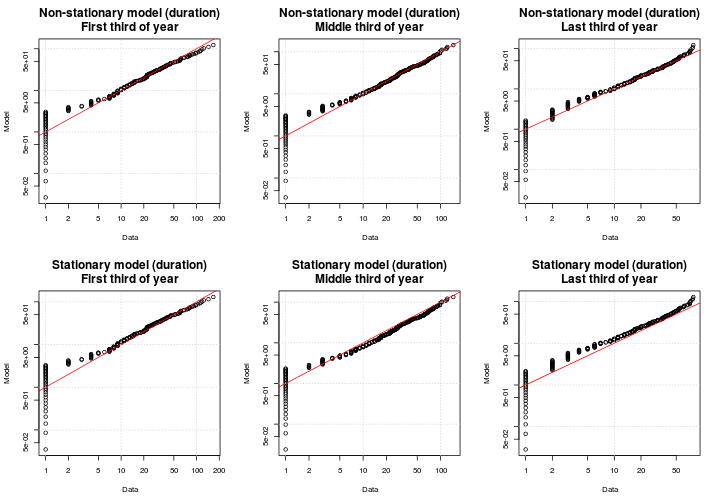 Non-stationary model (duration)
First third of year
Non-stationary model (duration)
Middle third of year
Non-stationary model (duration)
Last third of year
Model
5e-02 5e-01 5e+00 5e+01
1 2 5 10 20 50 100 200
Data
Model
5e-02 5e-01 5e+00 5e+01
1 2 5 10 20 50 100
Data
Model
5e-02 5e-01 5e+00 5e+01
1 2 5 10 20 50
Data
Stationary model (duration)
First third of year
Stationary model (duration)
Middle third of year
Stationary model (duration)
Last third of year
Model
5e-02 5e-01 5e+00 5e+01
1 2 5 10 20 50 100 200
Data
Model
5e-02 5e-01 5e+00 5e+01
1 2 5 10 20 50 100
Data
Model
5e-02 5e-01 5e+00 5e+01
1 2 5 10 20 50
Data